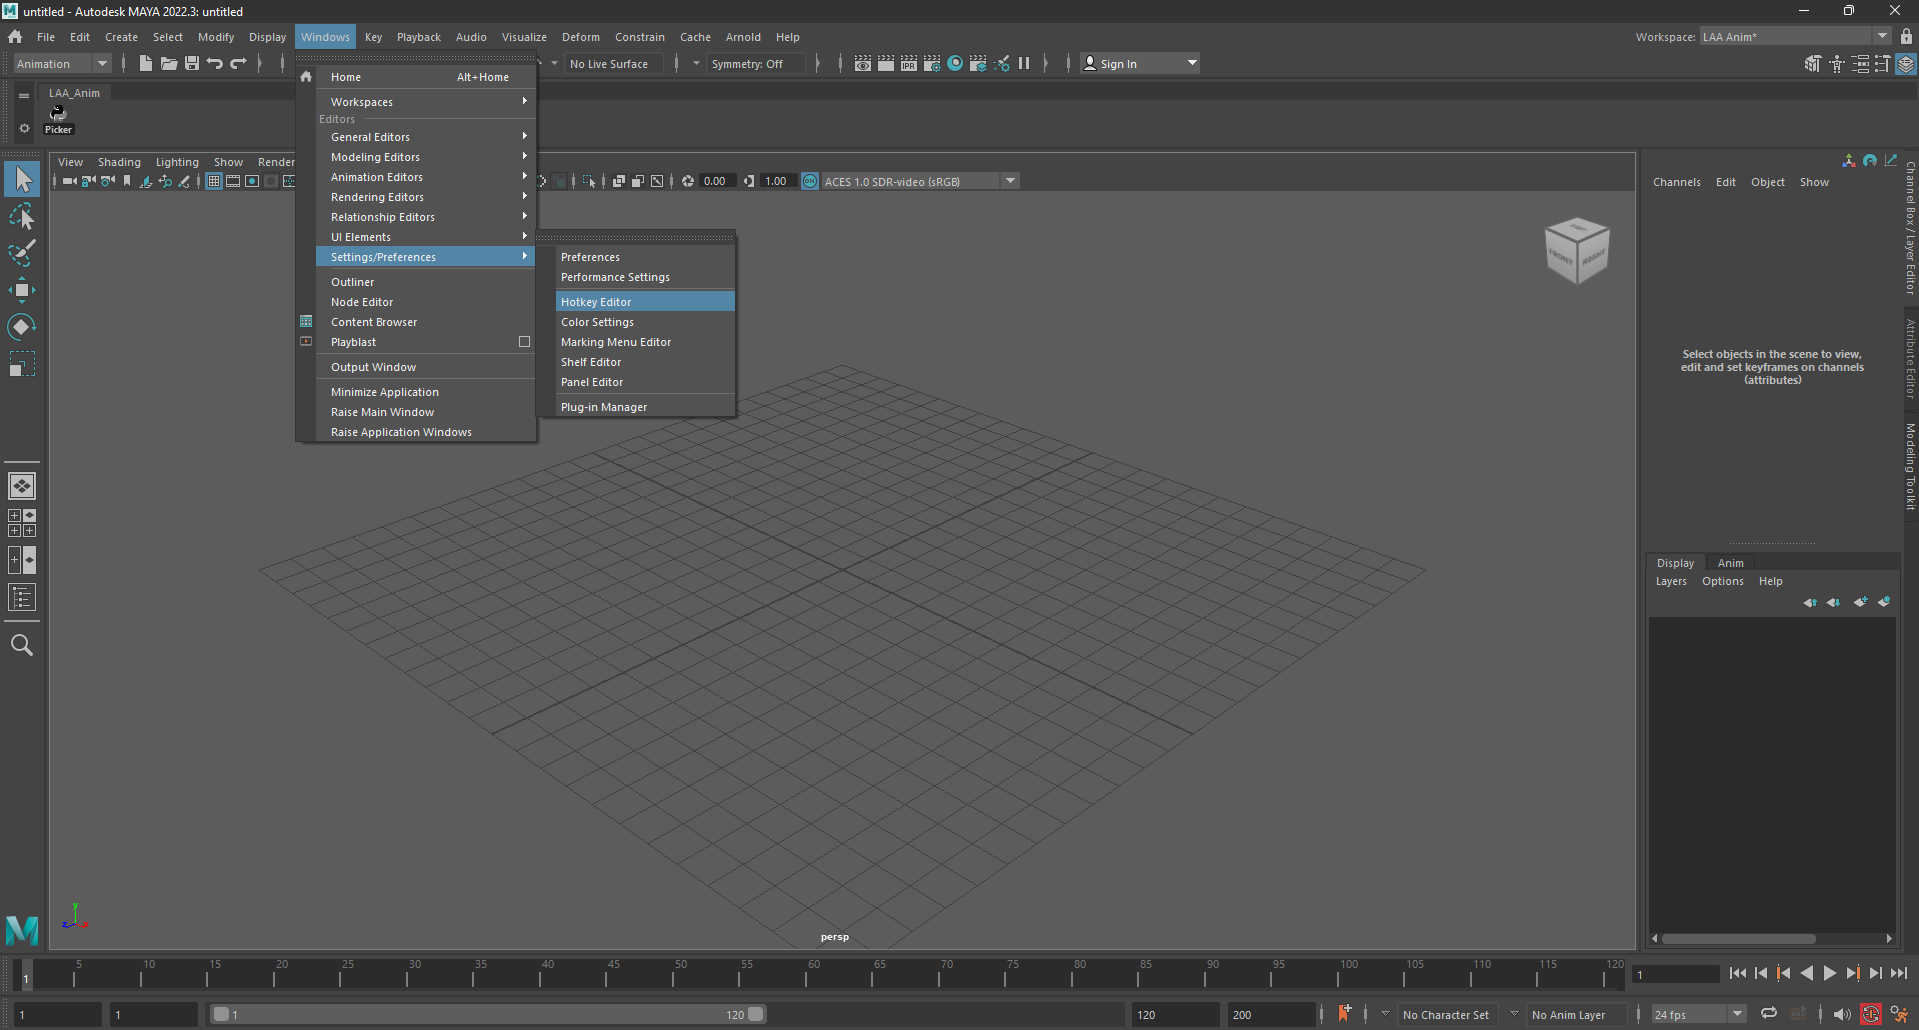 untitled - Autodesk MAYA 2022.3: untitled
File Edit Create Select Modify Display Windows Key Playback Audio Visualize Deform Constrain Cache Arnold Help
Workspace: LAA Anim*
Animation
No Live Surface
Symmetry: Off
IPR
Sign In
LAA_Anim
Picker
Home Alt+Home
Workspaces
Editors
General Editors
Modeling Editors
Animation Editors
Rendering Editors
Relationship Editors
UI Elements
Settings/Preferences
Outliner
Node Editor
Content Browser
Playblast
Output Window
Minimize Application
Raise Main Window
Raise Application Windows
Preferences
Performance Settings
Hotkey Editor
Color Settings
Marking Menu Editor
Shelf Editor
Panel Editor
Plug-in Manager
View Shading Lighting Show Render
0.00 1.00 ON ACES 1.0 SDR-video (sRGB)
FRONT RIGHT
persp
y
z x
Channels Edit Object Show
Select objects in the scene to view,
edit and set keyframes on channels
(attributes)
Channel Box / Layer Editor
Attribute Editor
Modeling Toolkit
Display Anim
Layers Options Help
1 5 10 15 20 25 30 35 40 45 50 55 60 65 70 75 80 85 90 95 100 105 110 115 120
1
1 1 1 120 120 200 No Character Set No Anim Layer 24 fps